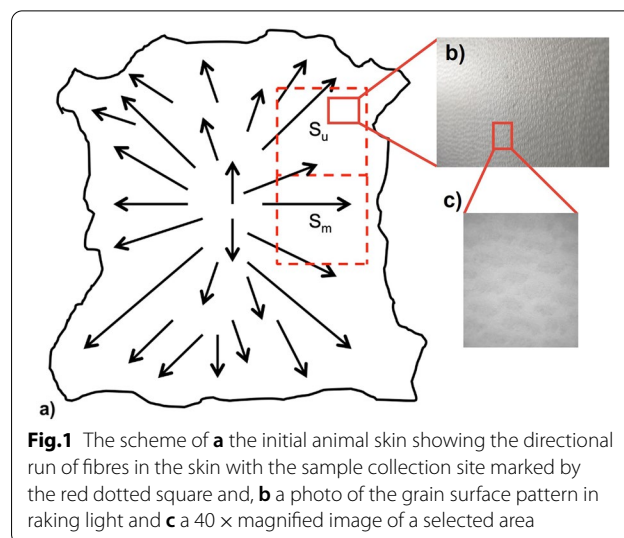 b)
S_u
S_m
c)
a)
Fig.1 The scheme of a the initial animal skin showing the directional
run of fibres in the skin with the sample collection site marked by
the red dotted square and, b a photo of the grain surface pattern in
raking light and c a 40 × magnified image of a selected area